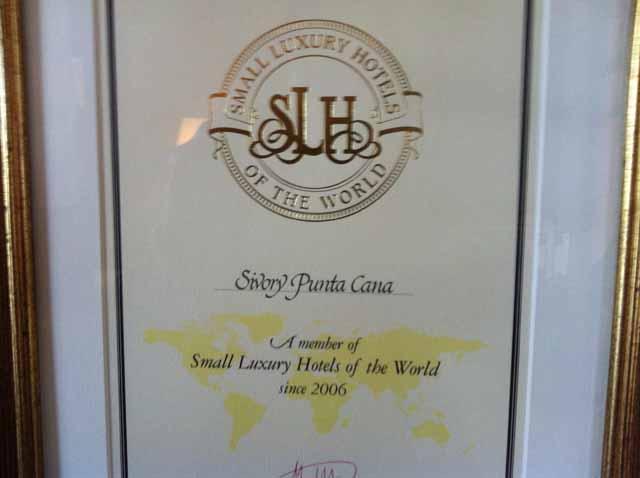 SMALL LUXURY HOTELS
SLH
OF THE WORLD
Sivory Punta Cana
A member of
Small Luxury Hotels of the World
since 2006